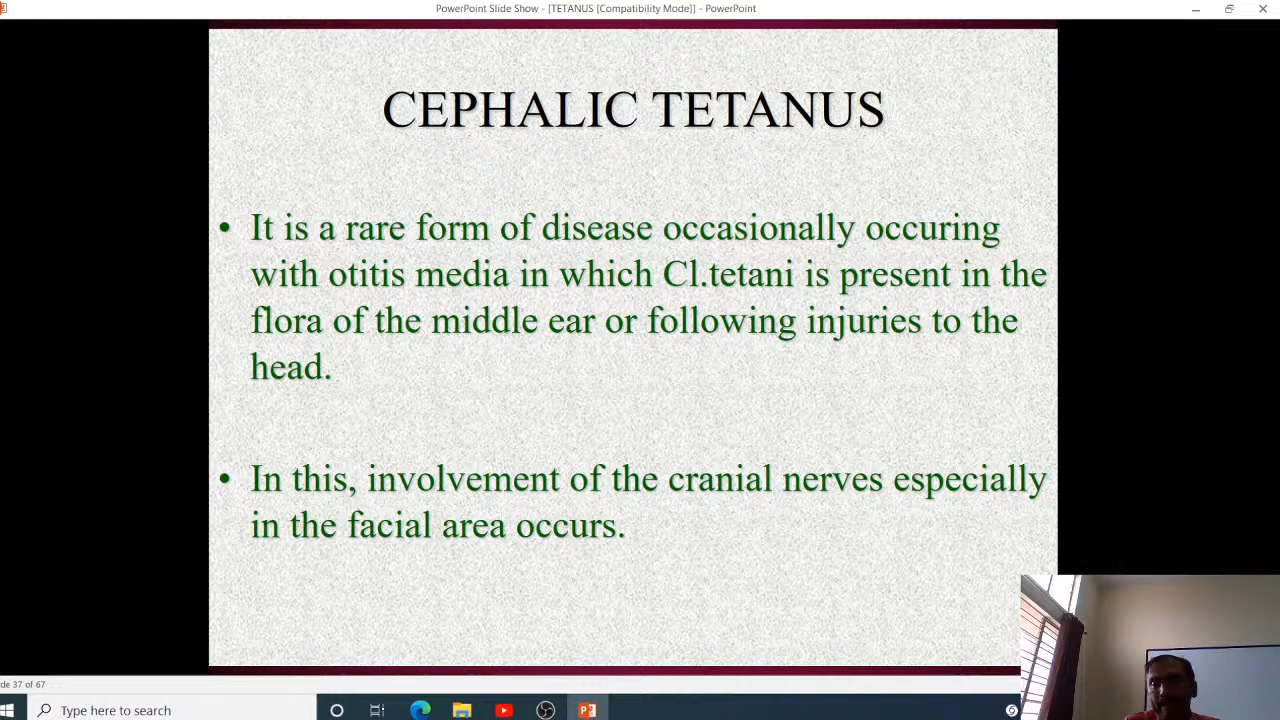 PowerPoint Slide Show - [TETANUS [Compatibility Mode]] - PowerPoint
CEPHALIC TETANUS
• It is a rare form of disease occasionally occuring
with otitis media in which Cl.tetani is present in the
flora of the middle ear or following injuries to the
head.
• In this, involvement of the cranial nerves especially
in the facial area occurs.
de 37 of 67
Type here to search